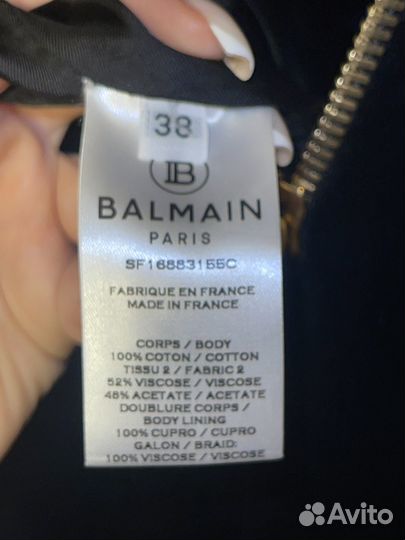 38
B
BALMAIN
PARIS
SF16883155C
FABRIQUE EN FRANCE
MADE IN FRANCE
CORPS / BODY
100% COTON / COTTON
TISSU 2 / FABRIC 2
52% VISCOSE / VISCOSE
48% ACETATE / ACETATE
DOUBLURE CORPS /
BODY LINING
100% CUPRO / CUPRO
GALON / BRAID:
100% VISCOSE / VISCOSE
Avito